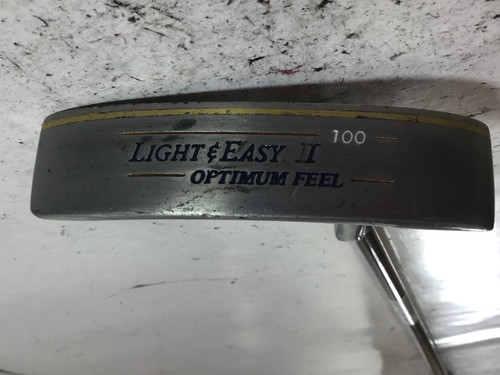 100
LIGHT & EASY II
OPTIMUM FEEL